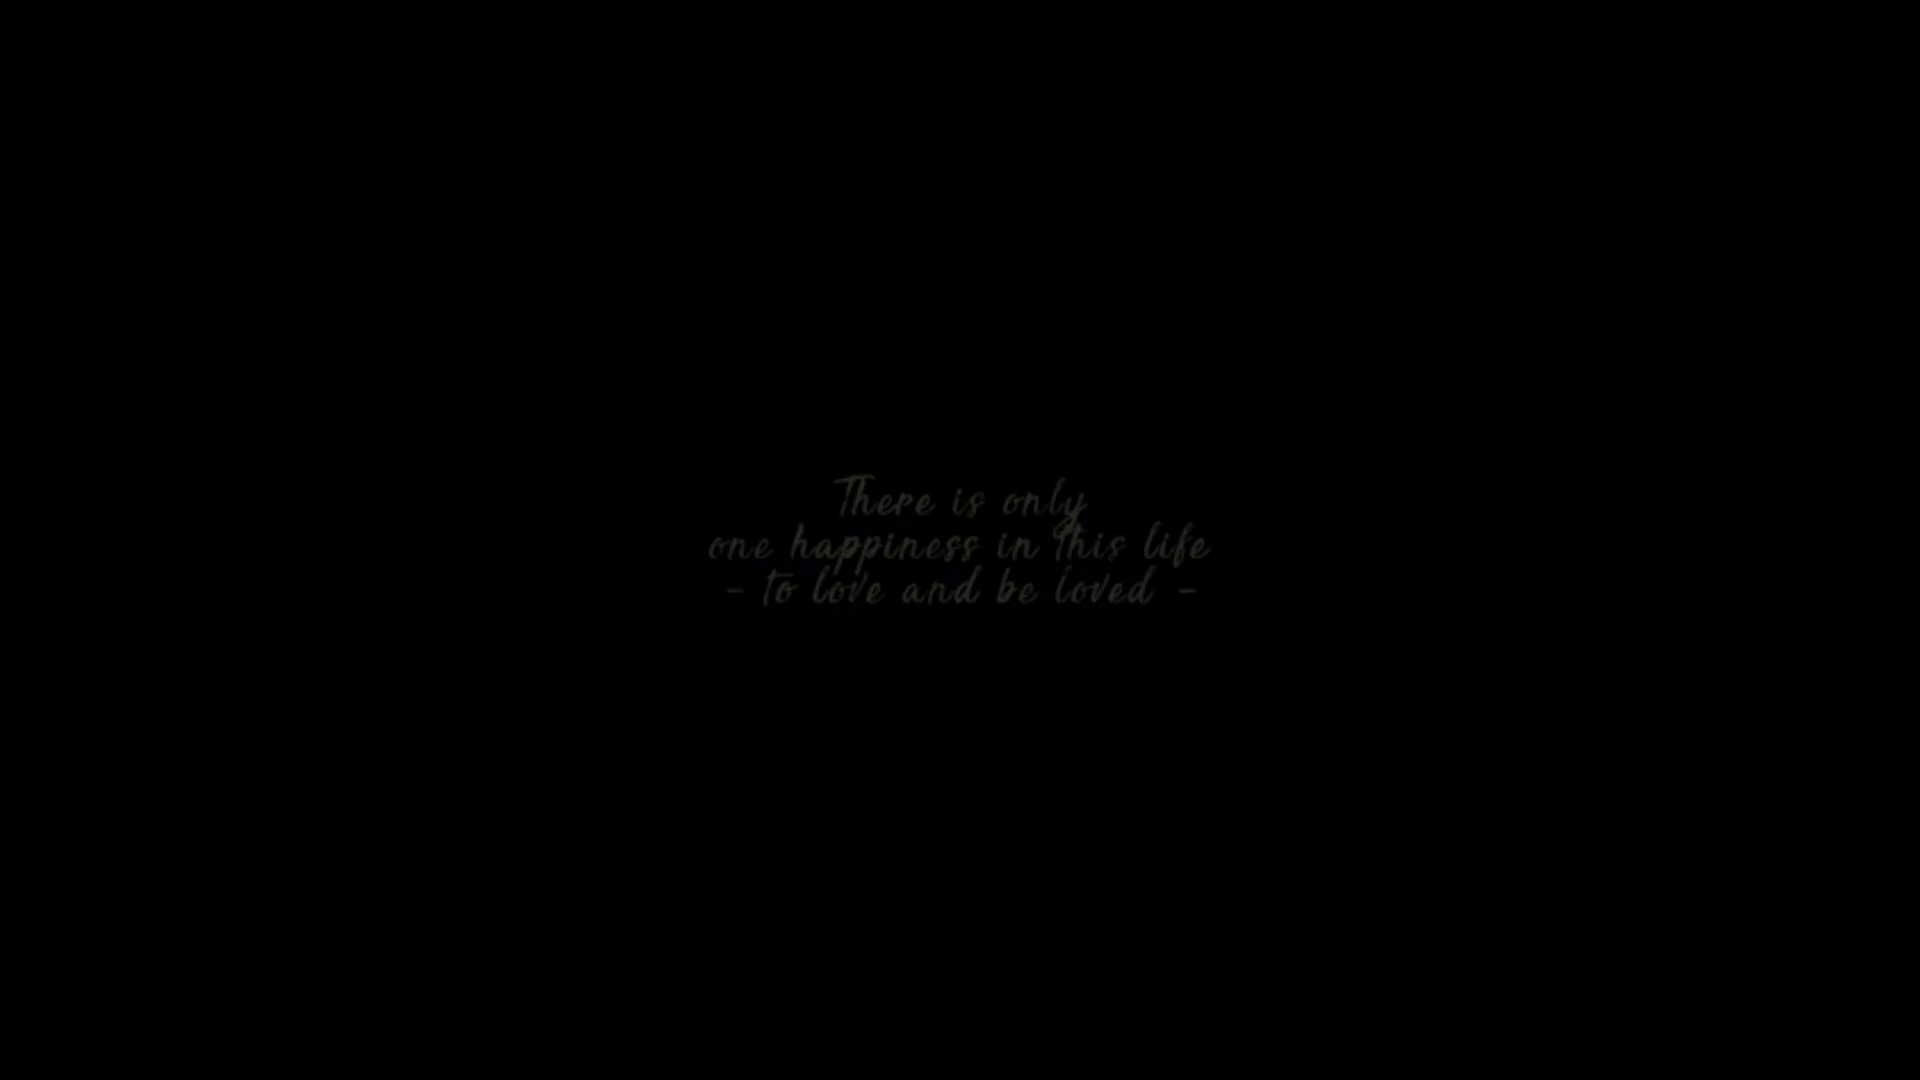 There is only
one happiness in this life
- to love and be loved -